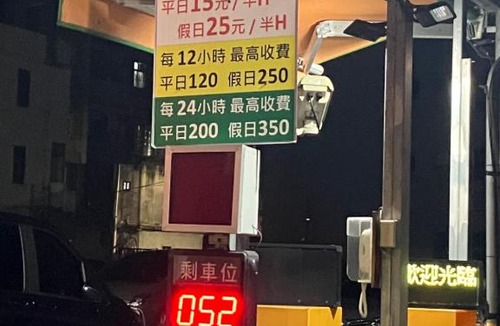 平日15元/半H
假日25元/半H
每12小時 最高收費
平日120 假日250
每24小時 最高收費
平日200 假日350
剩車位
052
歡迎光臨